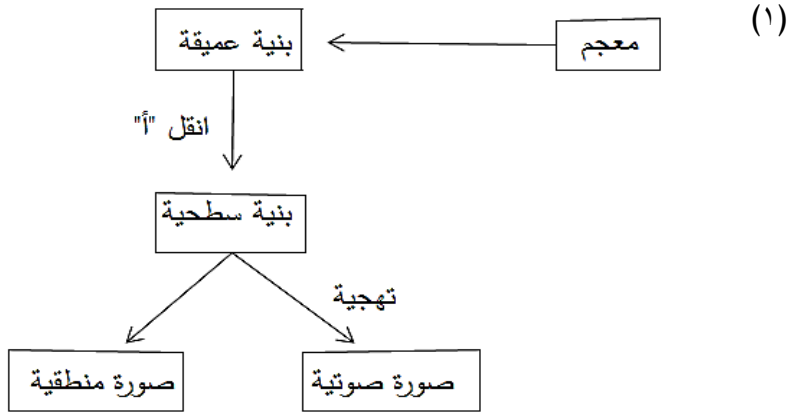 (١)
معجم
بنية عميقة
انقل "أ"
بنية سطحية
تهجية
صورة صوتية
صورة منطقية